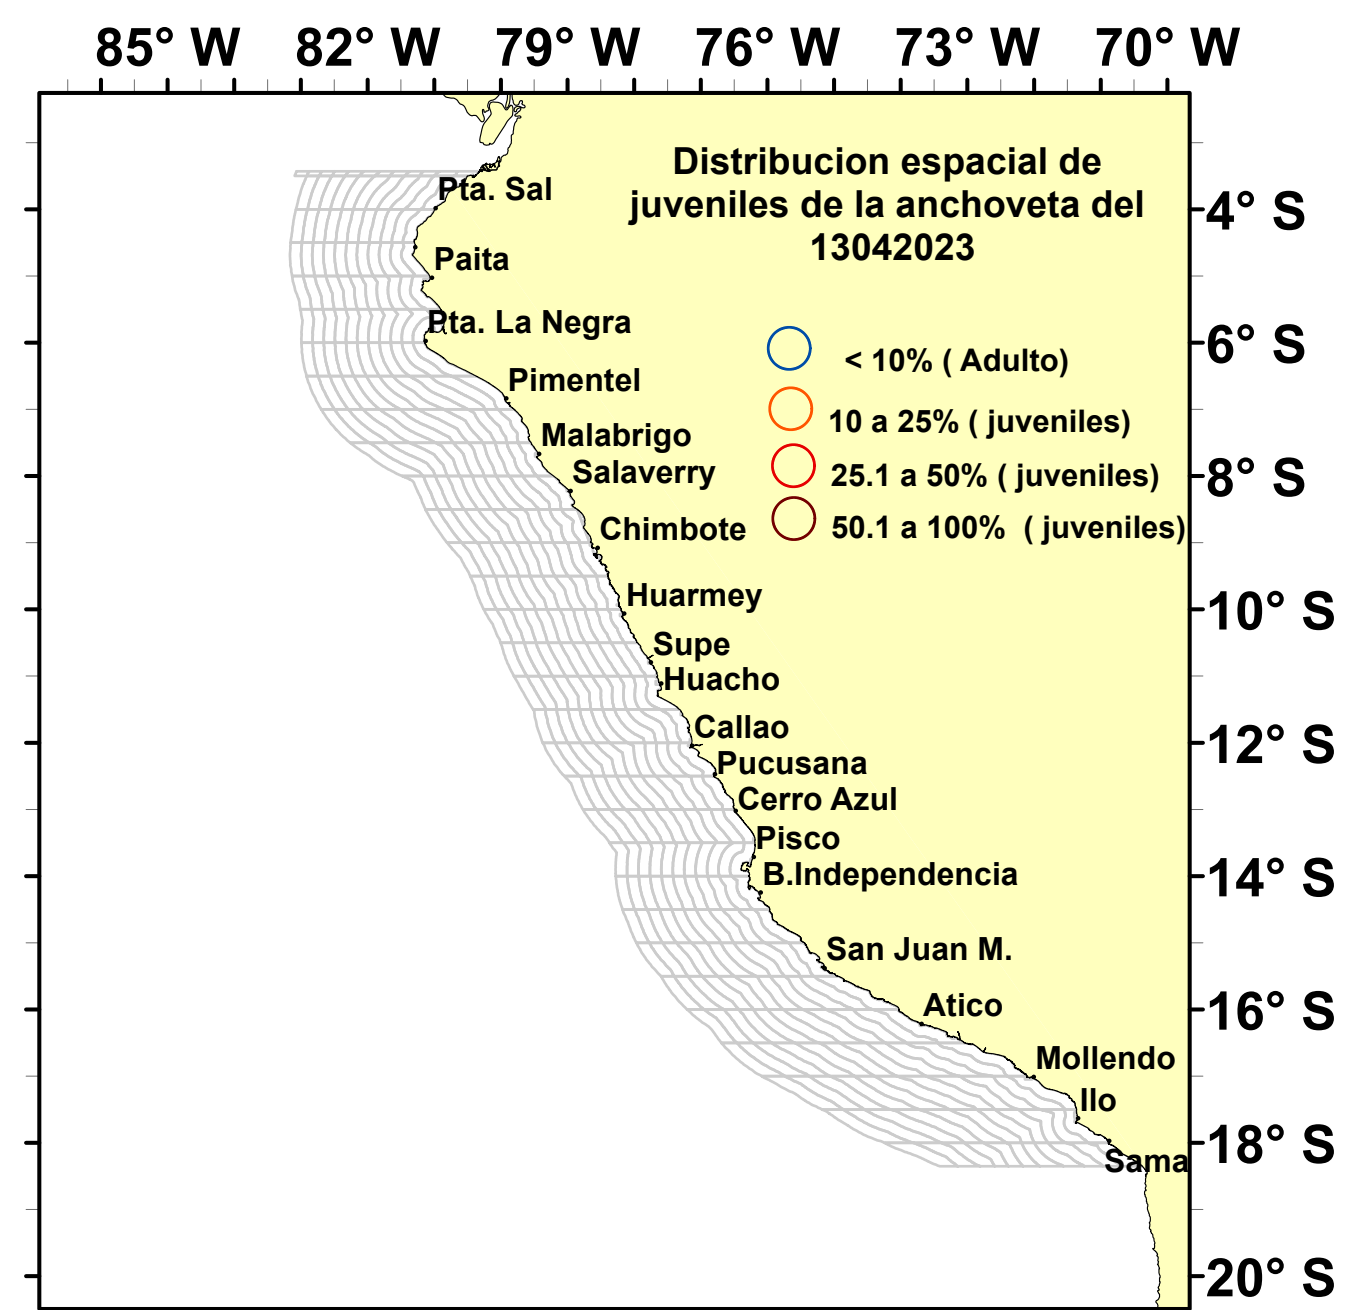 85° W 82° W 79° W 76° W 73° W 70° W
Distribucion espacial de
juveniles de la anchoveta del
13042023
Pta. Sal
4° S
Paita
Pta. La Negra
6° S
< 10% ( Adulto)
Pimentel
10 a 25% ( juveniles)
Malabrigo
Salaverry
25.1 a 50% ( juveniles)
8° S
Chimbote
50.1 a 100%  ( juveniles)
Huarmey
10° S
Supe
Huacho
Callao
12° S
Pucusana
Cerro Azul
Pisco
B.Independencia
14° S
San Juan M.
Atico
16° S
Mollendo
Ilo
18° S
Sama
20° S